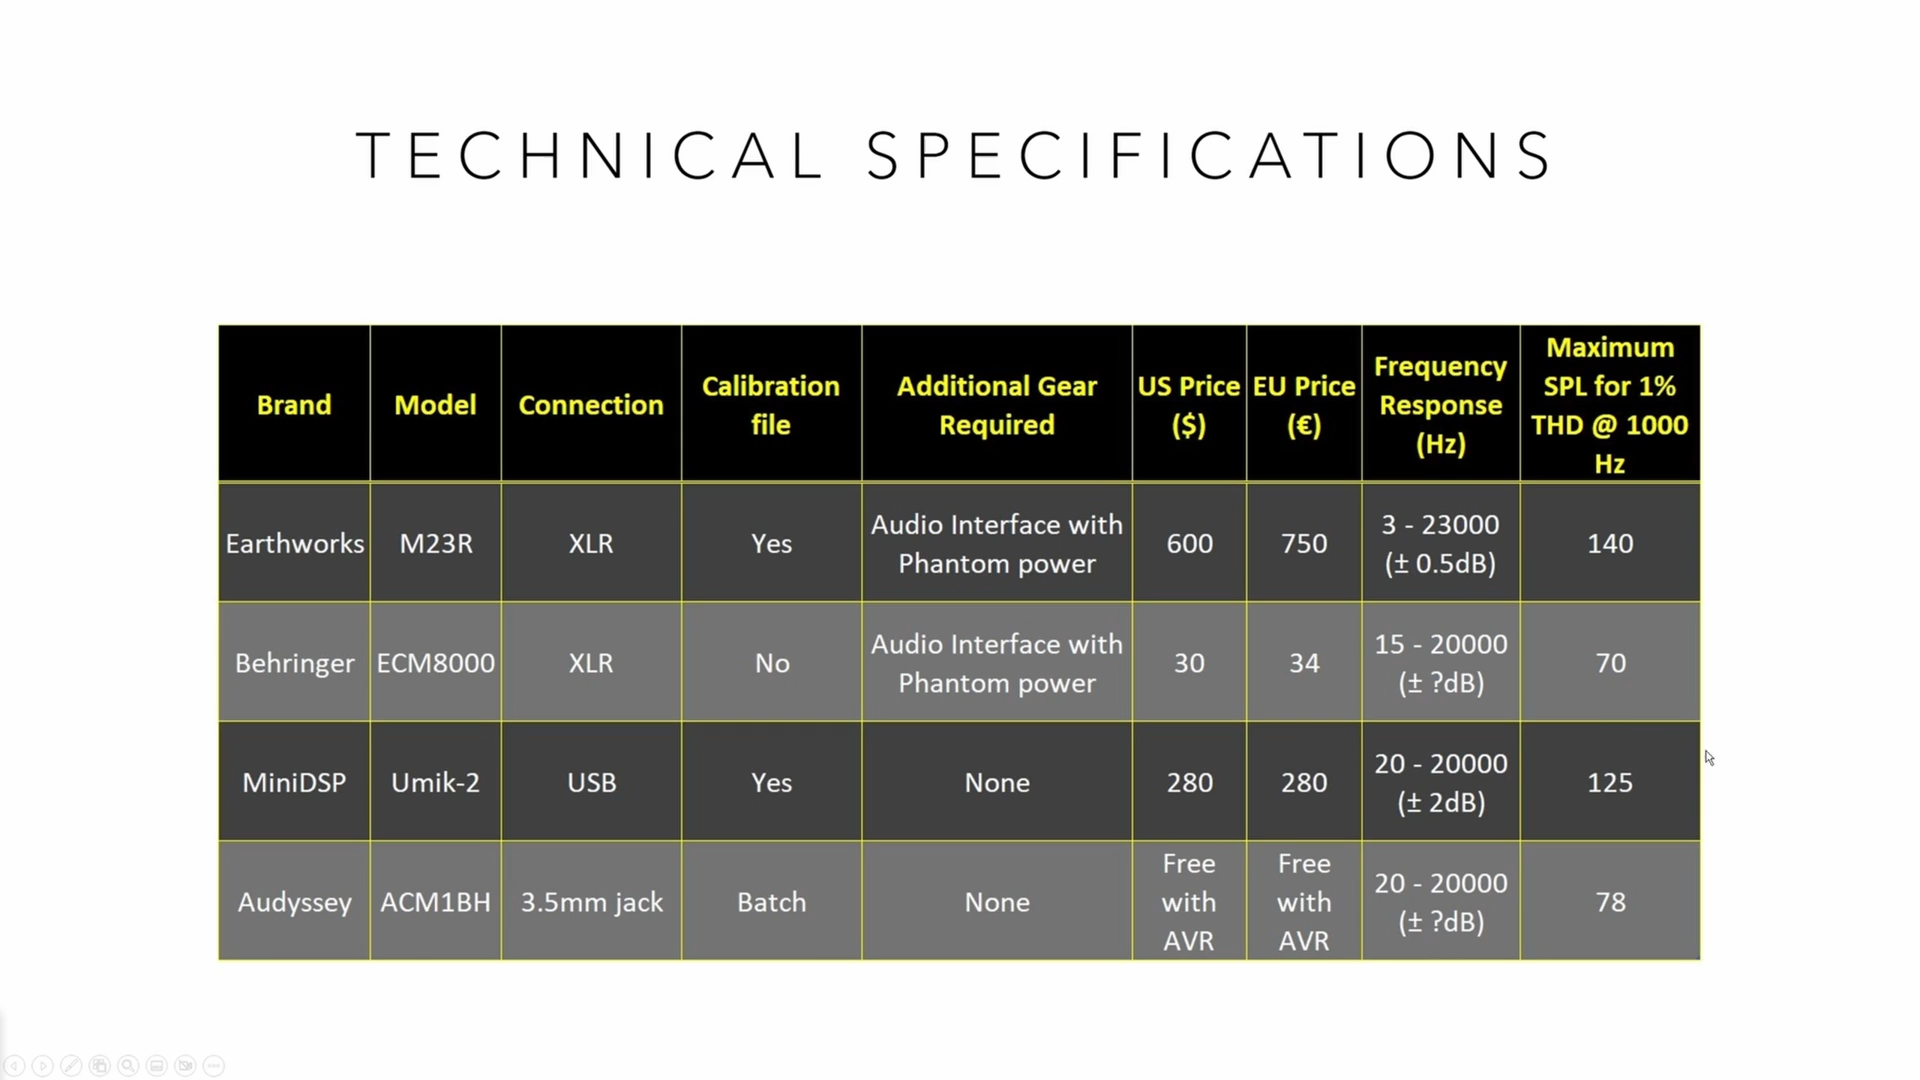 TECHNICAL SPECIFICATIONS
Brand
Model
Connection
Calibration
file
Additional Gear
Required
US Price
($)
EU Price
(€)
Frequency
Response
(Hz)
Maximum
SPL for 1%
THD @ 1000
Hz
Earthworks
M23R
XLR
Yes
Audio Interface with
Phantom power
600
750
3 - 23000
(± 0.5dB)
140
Behringer
ECM8000
XLR
No
Audio Interface with
Phantom power
30
34
15 - 20000
(± ?dB)
70
MiniDSP
Umik-2
USB
Yes
None
280
280
20 - 20000
(± 2dB)
125
Audyssey
ACM1BH
3.5mm jack
Batch
None
Free
with
AVR
Free
with
AVR
20 - 20000
(± ?dB)
78